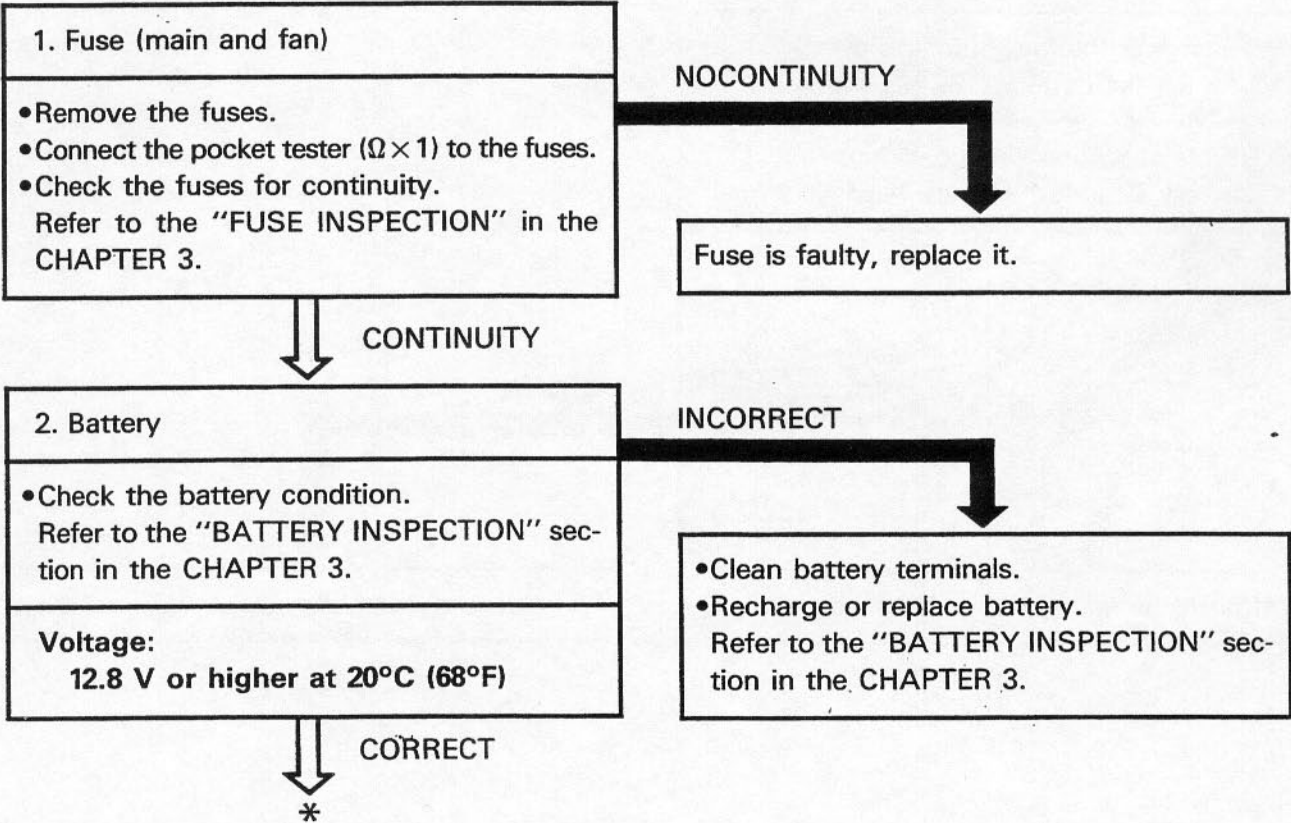 1. Fuse (main and fan)
•Remove the fuses.
•Connect the pocket tester (Ω×1) to the fuses.
•Check the fuses for continuity.
Refer to the "FUSE INSPECTION" in the
CHAPTER 3.
NOCONTINUITY
Fuse is faulty, replace it.
CONTINUITY
2. Battery
•Check the battery condition.
Refer to the "BATTERY INSPECTION" sec-
tion in the CHAPTER 3.
Voltage:
12.8 V or higher at 20°C (68°F)
INCORRECT
•Clean battery terminals.
•Recharge or replace battery.
Refer to the "BATTERY INSPECTION" sec-
tion in the CHAPTER 3.
CORRECT
*